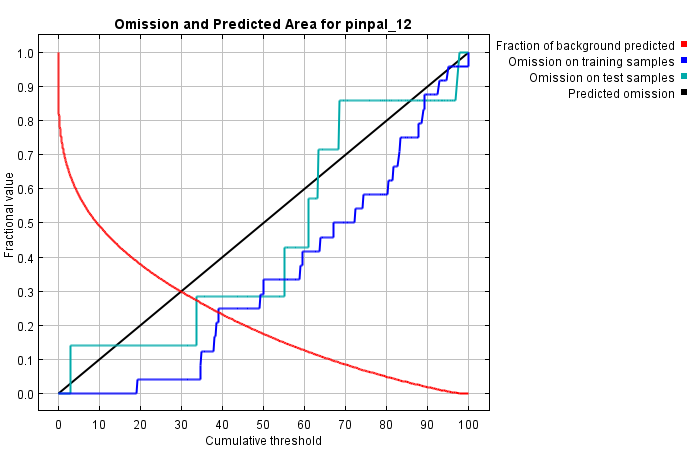 Omission and Predicted Area for pinpal_12
Fraction of background predicted
Omission on training samples
Omission on test samples
Predicted omission
Fractional value
1.0
0.9
0.8
0.7
0.6
0.5
0.4
0.3
0.2
0.1
0.0
0 10 20 30 40 50 60 70 80 90 100
Cumulative threshold